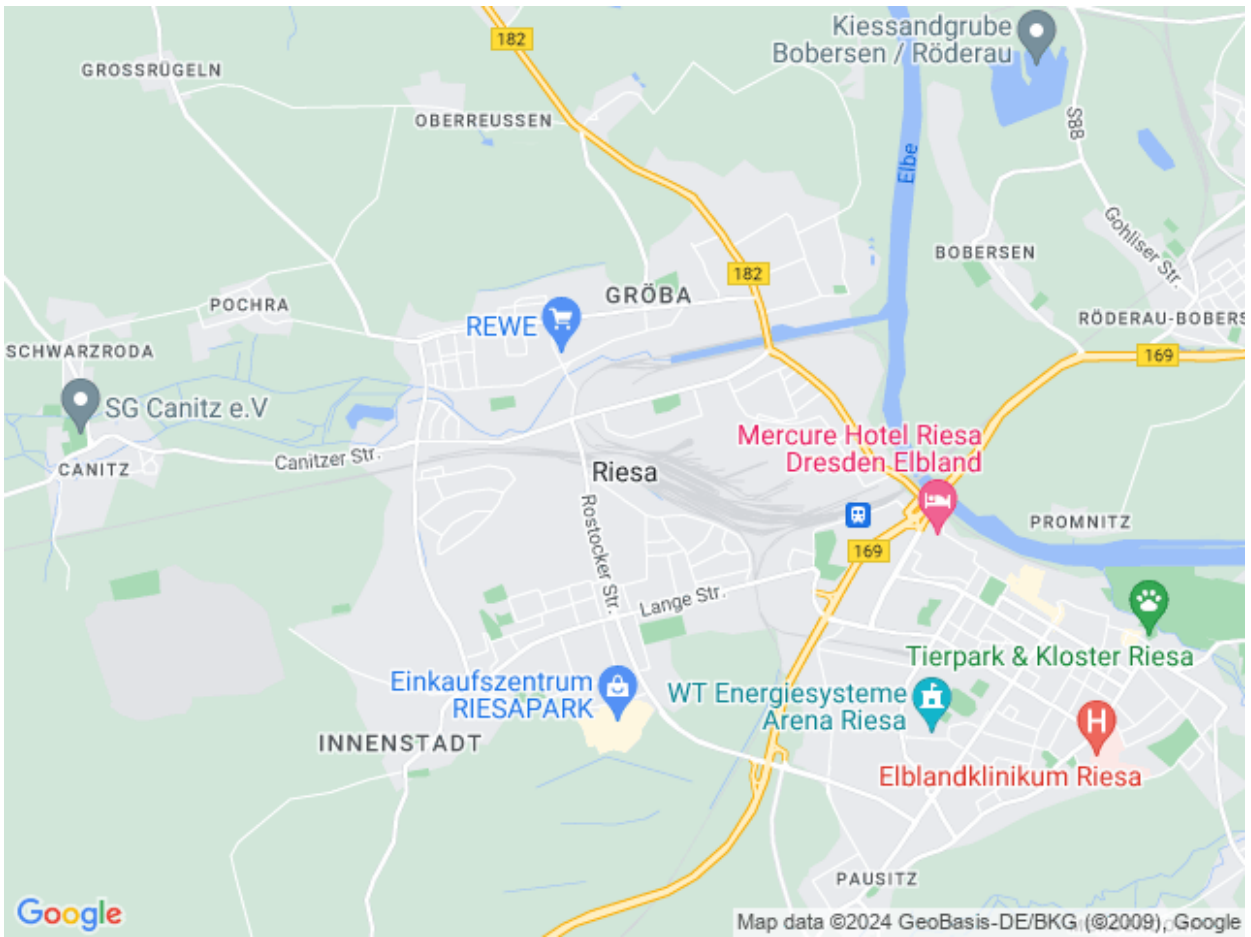 Kiessandgrube
Bobersen / Röderau
182
GROSSRÜGELN
OBERREUSSEN
S88
Elbe
Gohliser Str.
BOBERSEN
182
GRÖBA
POCHRA
REWE
RÖDERAU-BOBERS
SCHWARZRODA
169
SG Canitz e.V
Mercure Hotel Riesa
Dresden Elbland
Canitzer Str.
CANITZ
Riesa
PROMNITZ
Rostocker Str.
169
Lange Str.
Tierpark & Kloster Riesa
Einkaufszentrum
RIESAPARK
WT Energiesysteme
Arena Riesa
INNENSTADT
H
Elblandklinikum Riesa
PAUSITZ
Google
Map data ©2024 GeoBasis-DE/BKG (©2009), Google